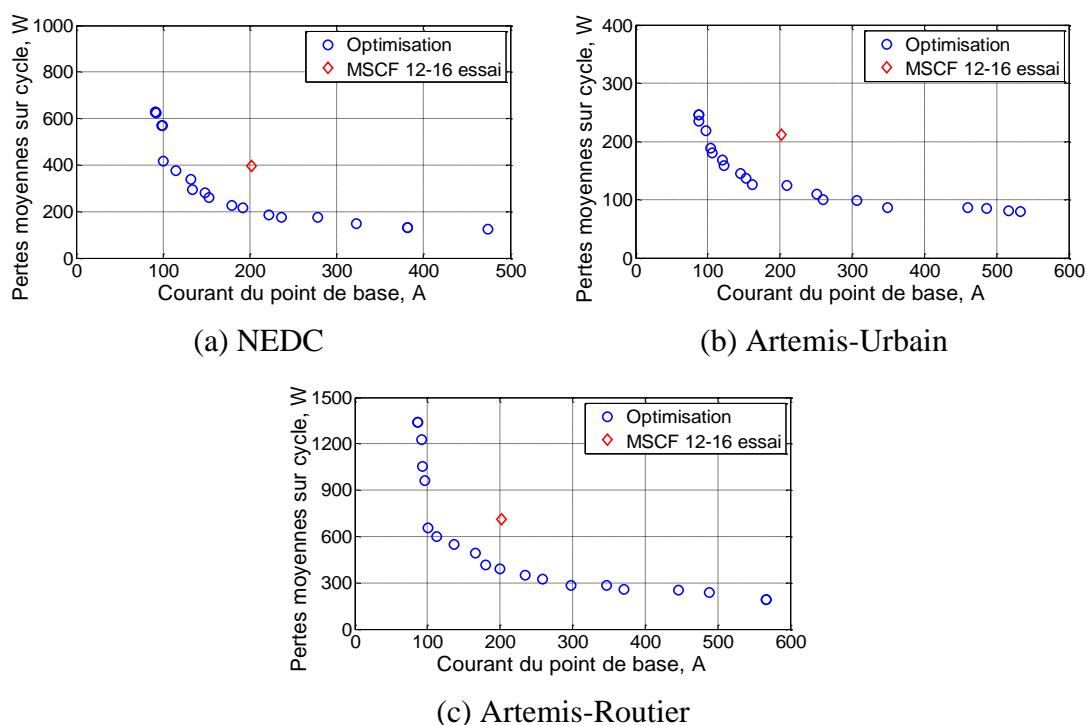 Pertes moyennes sur cycle, W
1000
800
600
400
200
0
Optimisation
MSCF 12-16 essai
0 100 200 300 400 500
Courant du point de base, A
(a) NEDC
Pertes moyennes sur cycle, W
400
300
200
100
0
Optimisation
MSCF 12-16 essai
0 100 200 300 400 500 600
Courant du point de base, A
(b) Artemis-Urbain
Pertes moyennes sur cycle, W
1500
1200
900
600
300
0
Optimisation
MSCF 12-16 essai
0 100 200 300 400 500 600
Courant du point de base, A
(c) Artemis-Routier